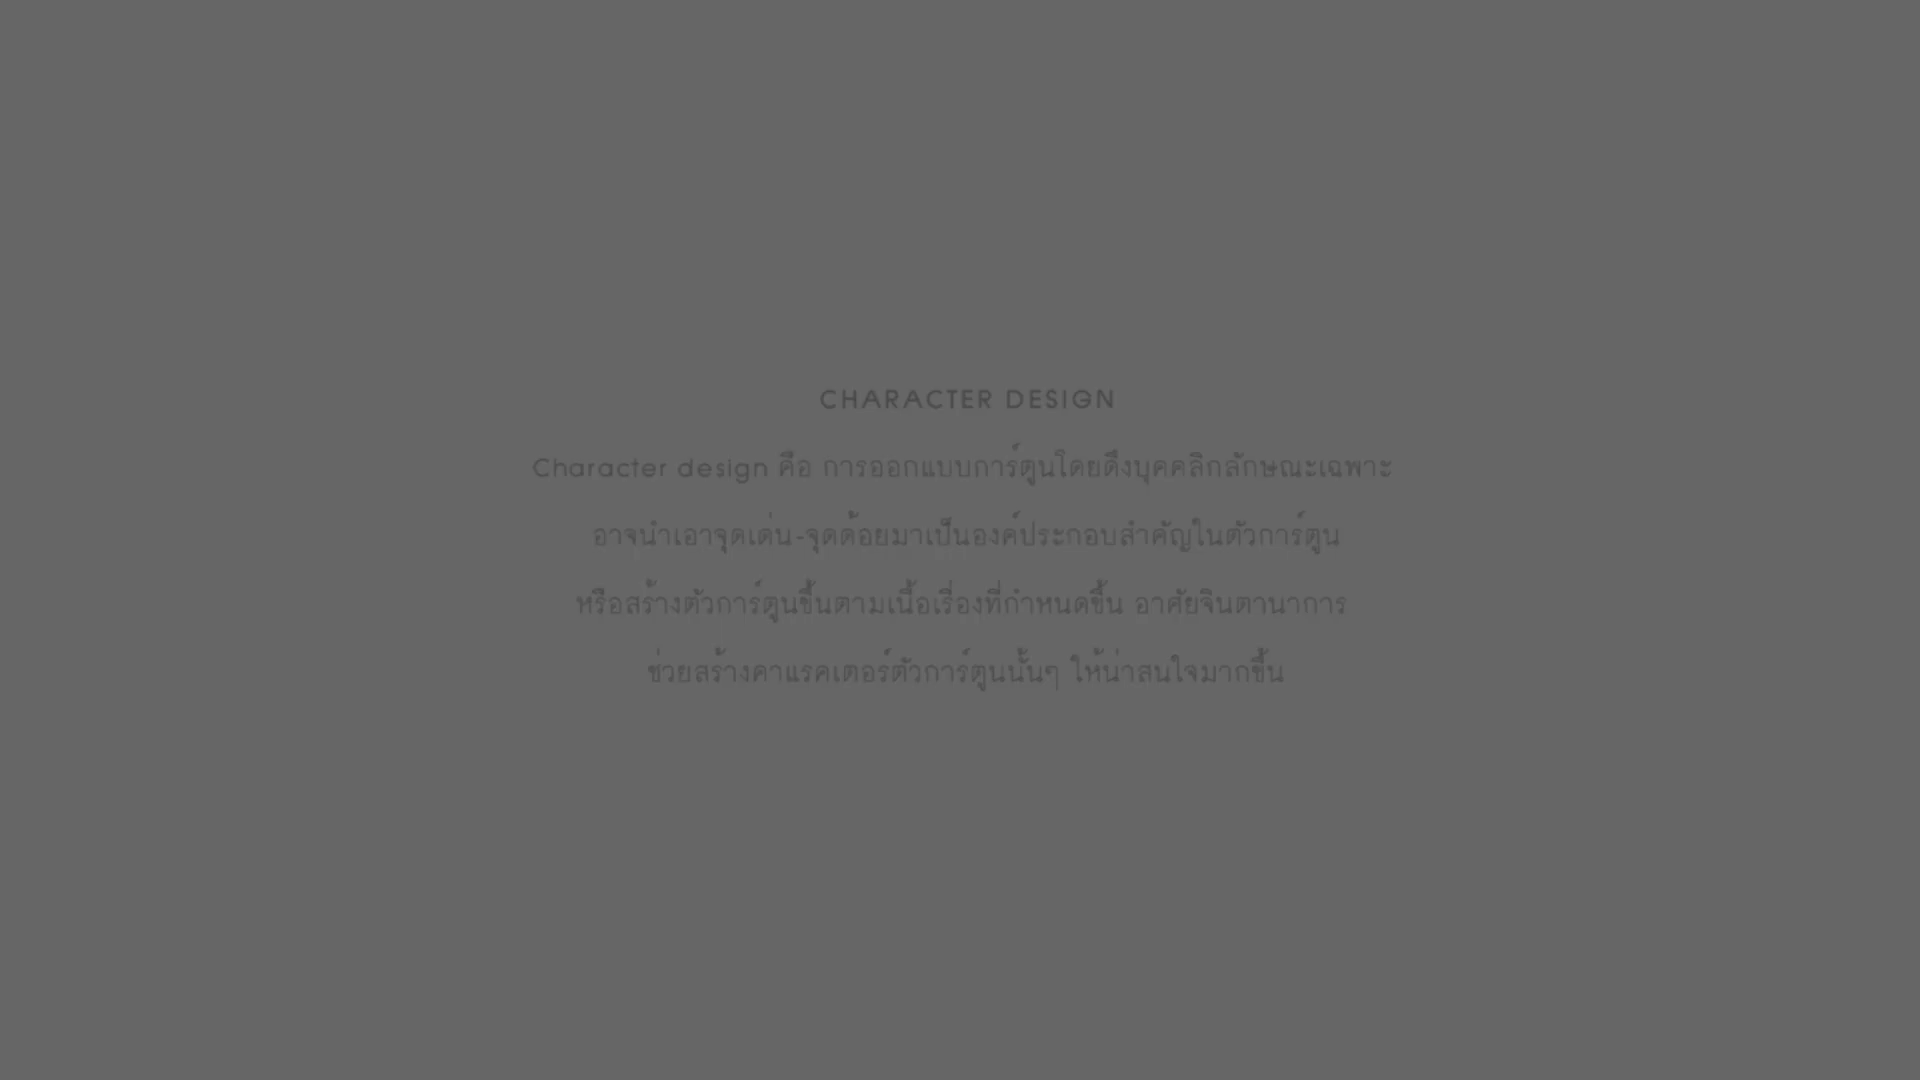 CHARACTER DESIGN
Character design คือ การออกแบบการ์ตูนโดยดึงบุคคลิกลักษณะเฉพาะ
อาจนำเอาจุดเด่น-จุดด้อยมาเป็นองค์ประกอบสำคัญในตัวการ์ตูน
หรือสร้างตัวการ์ตูนขึ้นตามเนื้อเรื่องที่กำหนดขึ้น อาศัยจินตานาการ
ช่วยสร้างคาแรคเตอร์ตัวการ์ตูนนั้นๆ ให้น่าสนใจมากขึ้น